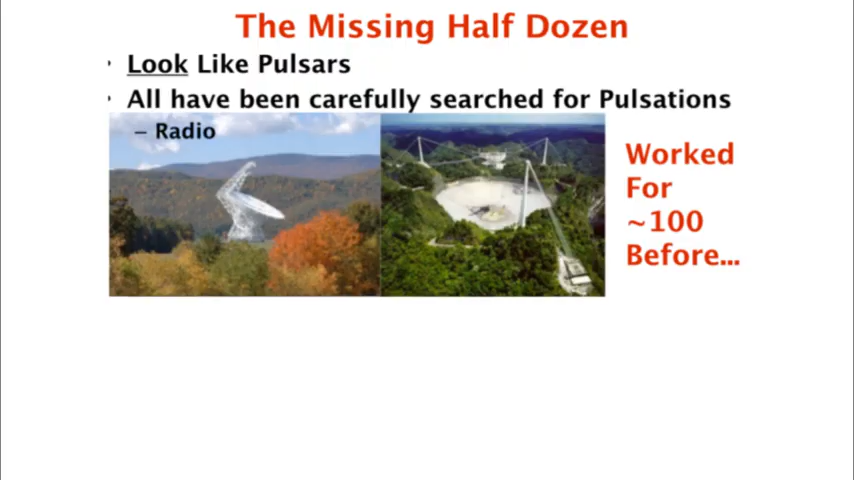 The Missing Half Dozen
• Look Like Pulsars
• All have been carefully searched for Pulsations
– Radio
Worked
For
~100
Before...